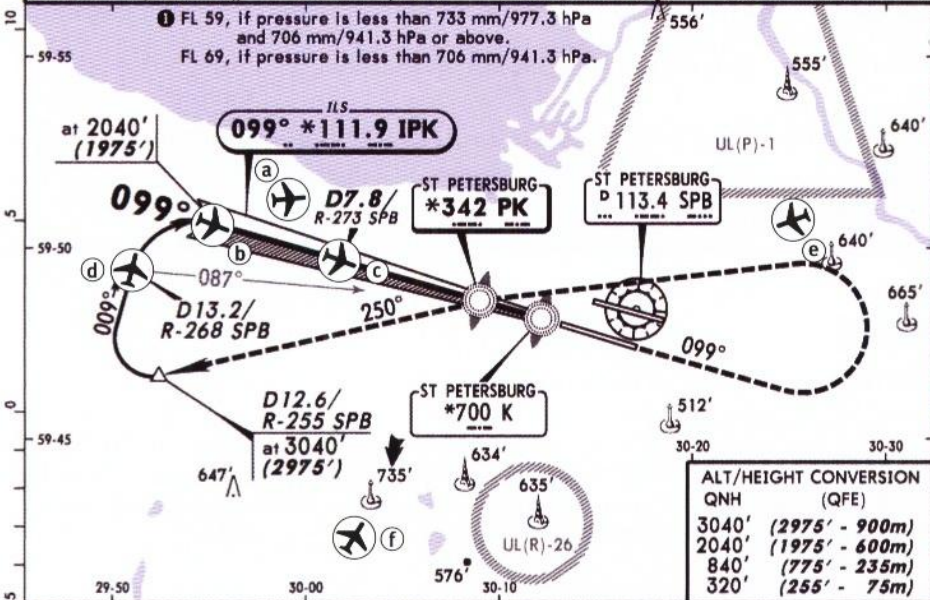 10
59-55
5
59-50
0
59-45
5
❶ FL 59, if pressure is less than 733 mm/977.3 hPa
and 706 mm/941.3 hPa or above.
FL 69, if pressure is less than 706 mm/941.3 hPa.
556'
555'
640'
UL(P)-1
at 2040'
(1975')
ILS
099° *111.9 IPK
a
099°
D7.8/
R-273 SPB
ST PETERSBURG
*342 PK
ST PETERSBURG
D 113.4 SPB
b
c
d
e
640'
087°
009°
D13.2/
R-268 SPB
250°
665'
099°
D12.6/
R-255 SPB
at 3040'
(2975')
ST PETERSBURG
*700 K
512'
647'
735'
634'
635'
UL(R)-26
f
576'
30-20
30-30
29-50
30-00
30-10
ALT/HEIGHT CONVERSION
QNH (QFE)
3040' (2975' - 900m)
2040' (1975' - 600m)
840' (775' - 235m)
320' (255' - 75m)